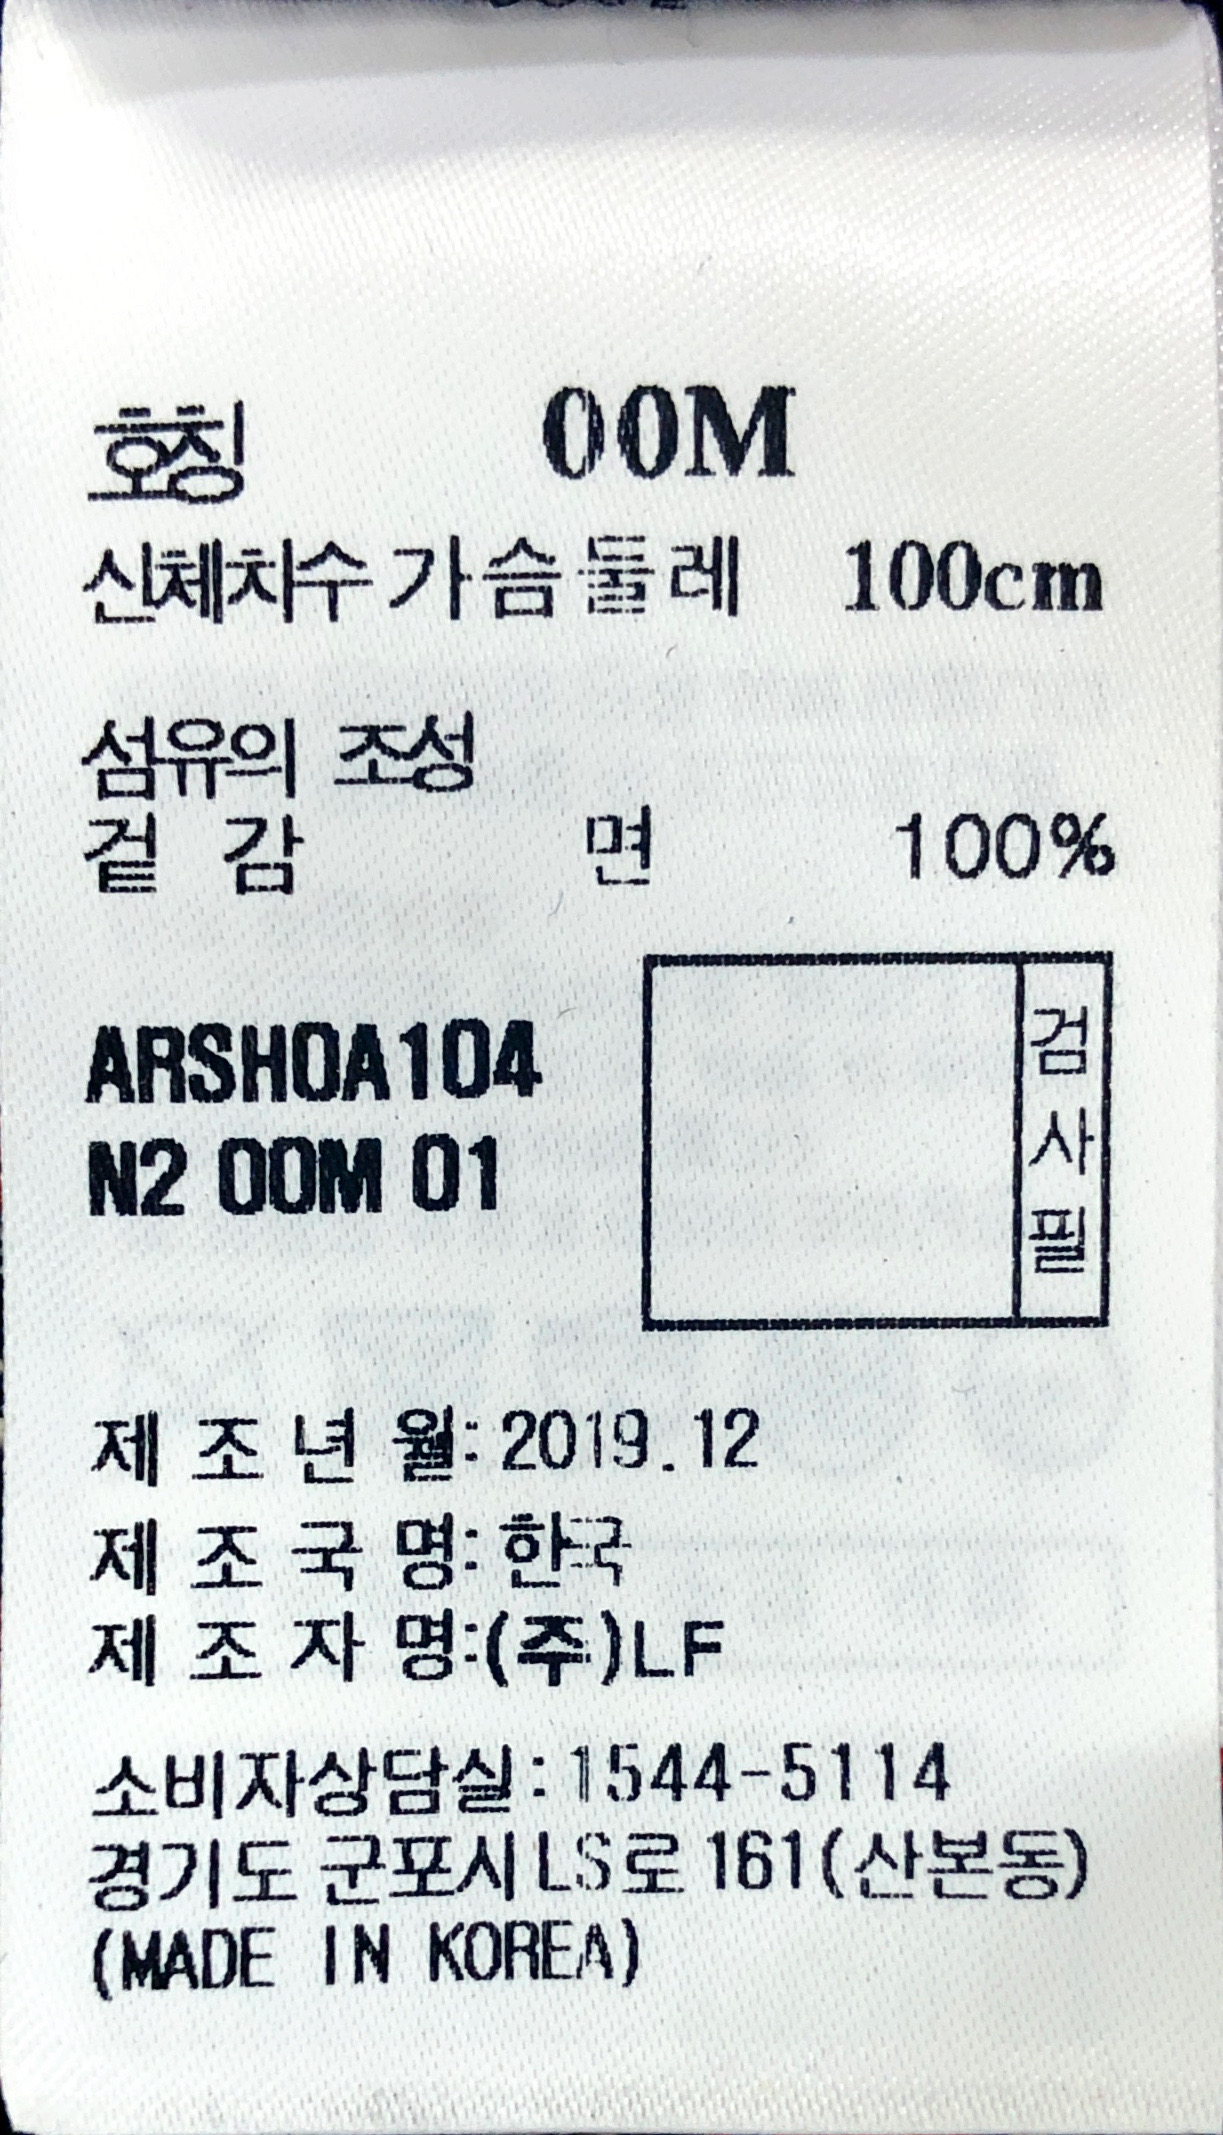 호칭 00M
신체치수 가슴둘레 100cm
섬유의 조성
겉 감 면 100%
ARSH0A104
N2 00M 01
검
사
필
제 조 년 월: 2019.12
제 조 국 명: 한국
제 조 자 명:(주)LF
소비자상담실:1544-5114
경기도 군포시 LS로 161(산본동)
(MADE IN KOREA)